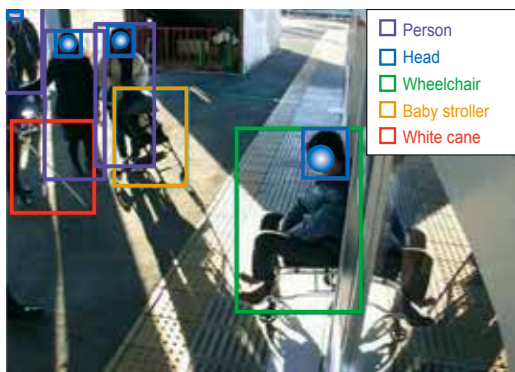 Person
Head
Wheelchair
Baby stroller
White cane